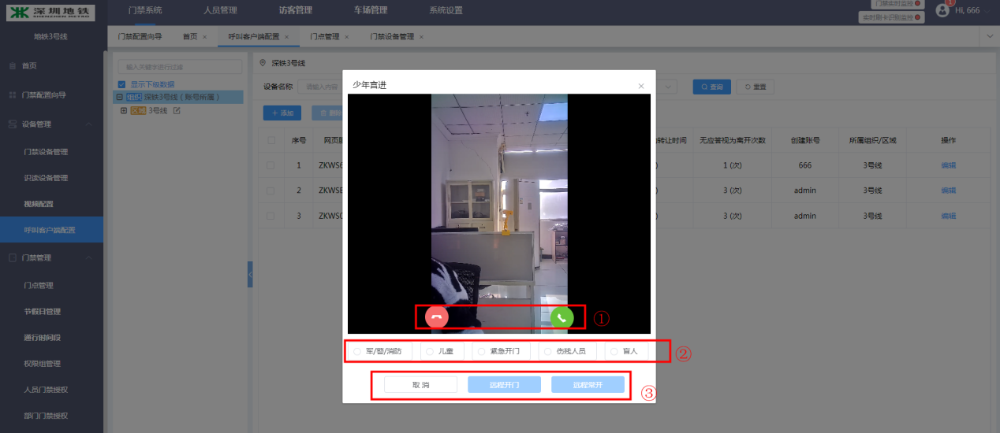 深圳地铁
SHENZHEN METRO
门禁系统
人员管理
访客管理
车场管理
系统设置
门禁实时监控
实时刷卡识别监控
1
Hi, 666
地铁3号线
门禁配置向导
首页 ×
呼叫客户端配置 ×
门点管理 ×
门禁设备管理 ×
首页
门禁配置向导
设备管理
门禁设备管理
识读设备管理
视频配置
呼叫客户端配置
门禁管理
门点管理
节假日管理
通行时间段
权限组管理
人员门禁授权
部门门禁授权
输入关键字进行过滤
显示下级数据
组织 深铁3号线 ( 账号所属 )
区域 3号线
深铁3号线
设备名称
请输入内容
查询
重置
+ 添加
删除
序号
转让时间
无应答视为离开次数
创建账号
所属组织/区域
操作
1
1 (次)
666
3号线
编辑
2
3 (次)
admin
3号线
编辑
3
3 (次)
admin
3号线
编辑
少年宫进
×
①
军/警/消防
儿童
紧急开门
伤残人员
盲人
②
取 消
远程开门
远程常开
③